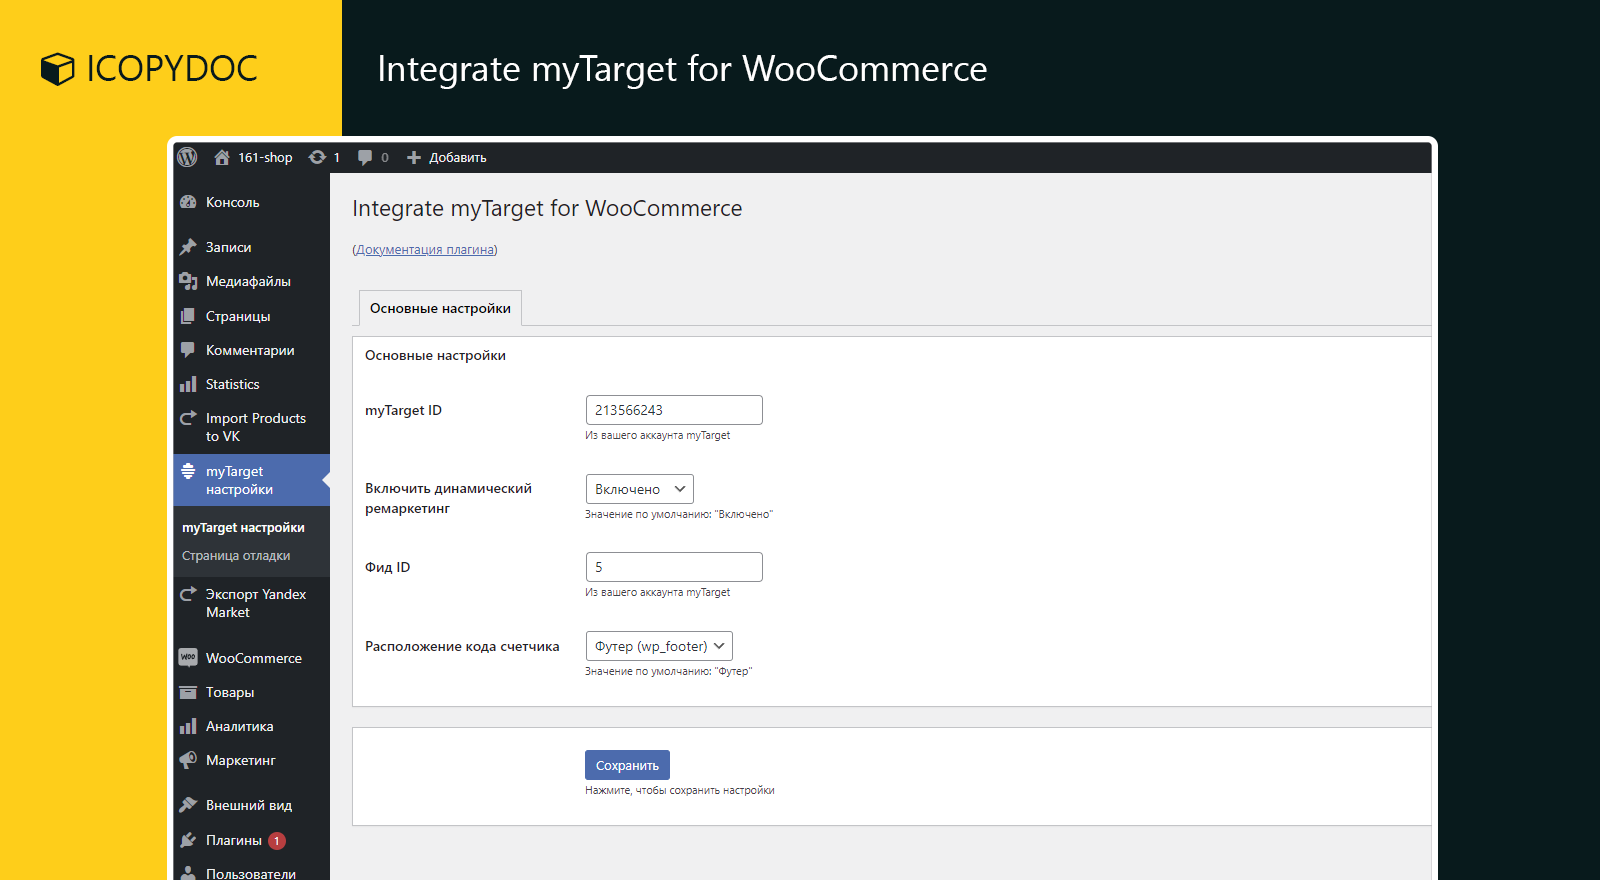 ICOPYDOC
Integrate myTarget for WooCommerce
161-shop
1
0
Добавить
Консоль
Записи
Медиафайлы
Страницы
Комментарии
Statistics
Import Products
to VK
myTarget
настройки
myTarget настройки
Страница отладки
Экспорт Yandex
Market
WooCommerce
Товары
Аналитика
Маркетинг
Внешний вид
Плагины 1
Пользователи
Integrate myTarget for WooCommerce
(Документация плагина)
Основные настройки
Основные настройки
myTarget ID
213566243
Из вашего аккаунта myTarget
Включить динамический
ремаркетинг
Включено
Значение по умолчанию: "Включено"
Фид ID
5
Из вашего аккаунта myTarget
Расположение кода счетчика
Футер (wp_footer)
Значение по умолчанию: "Футер"
Сохранить
Нажмите, чтобы сохранить настройки